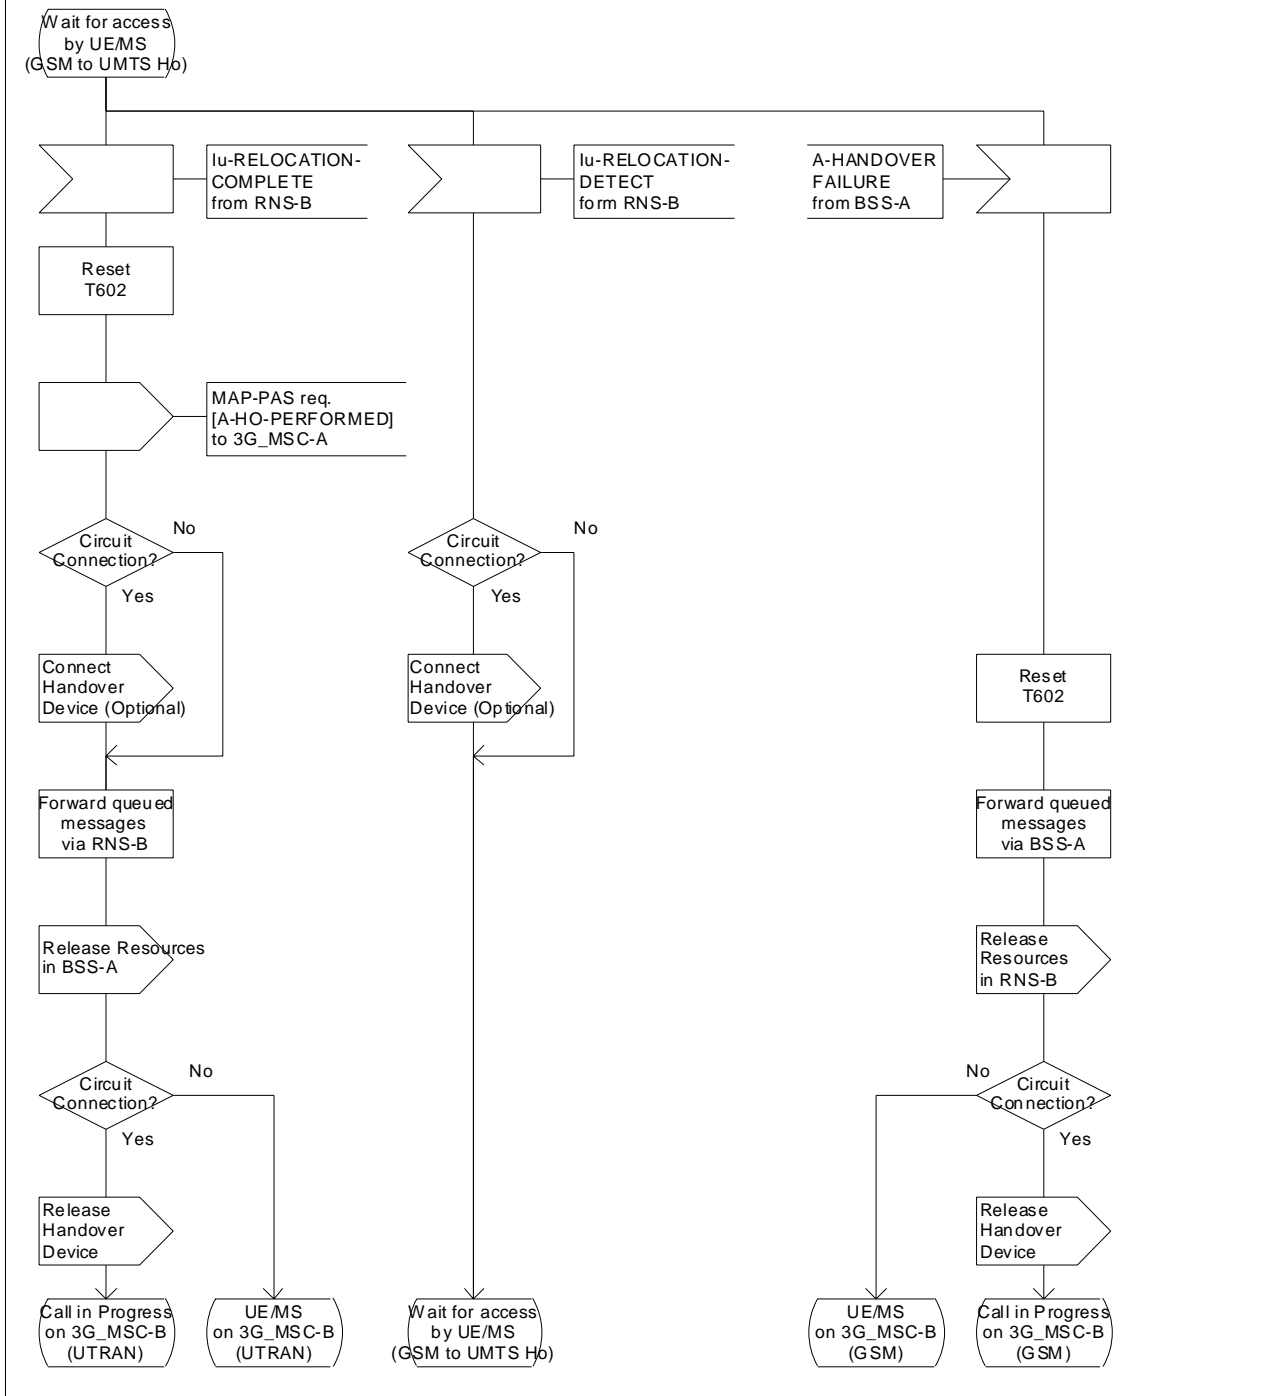 Wait for access
by UE/MS
(GSM to UMTS Ho)
Iu-RELOCATION-
COMPLETE
from RNS-B
Iu-RELOCATION-
DETECT
form RNS-B
A-HANDOVER
FAILURE
from BSS-A
Reset
T602
MAP-PAS req.
[A-HO-PERFORMED]
to 3G_MSC-A
No
Circuit
Connection?
Yes
No
Circuit
Connection?
Yes
Connect
Handover
Device (Optional)
Connect
Handover
Device (Optional)
Reset
T602
Forward queued
messages
via RNS-B
Forward queued
messages
via BSS-A
Release Resources
in BSS-A
Release
Resources
in RNS-B
No
Circuit
Connection?
Yes
No
Circuit
Connection?
Yes
Release
Handover
Device
Release
Handover
Device
Call in Progress
on 3G_MSC-B
(UTRAN)
UE/MS
on 3G_MSC-B
(UTRAN)
Wait for access
by UE/MS
(GSM to UMTS Ho)
UE/MS
on 3G_MSC-B
(GSM)
Call in Progress
on 3G_MSC-B
(GSM)